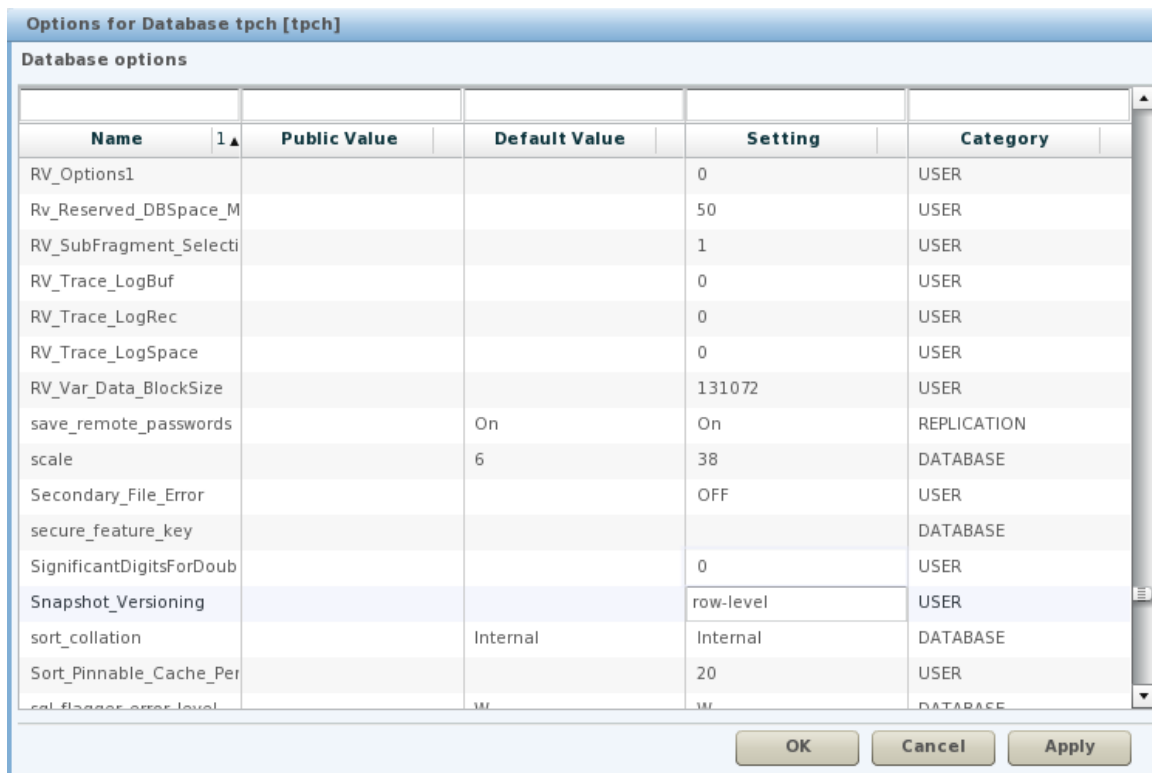 Options for Database tpch [tpch]
Database options
Name 1▲ Public Value Default Value Setting Category
RV_Options1 0 USER
Rv_Reserved_DBSpace_M 50 USER
RV_SubFragment_Selecti 1 USER
RV_Trace_LogBuf 0 USER
RV_Trace_LogRec 0 USER
RV_Trace_LogSpace 0 USER
RV_Var_Data_BlockSize 131072 USER
save_remote_passwords On On REPLICATION
scale 6 38 DATABASE
Secondary_File_Error OFF USER
secure_feature_key DATABASE
SignificantDigitsForDoub 0 USER
Snapshot_Versioning row-level USER
sort_collation Internal Internal DATABASE
Sort_Pinnable_Cache_Per 20 USER
sql_flagger_error_level W W DATABASE
OK Cancel Apply